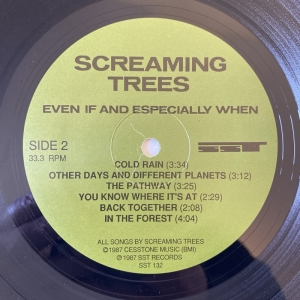 SCREAMING
TREES
EVEN IF AND ESPECIALLY WHEN
SIDE 2
33.3 RPM
SST
COLD RAIN (3:34)
OTHER DAYS AND DIFFERENT PLANETS (3:12)
THE PATHWAY (3:25)
YOU KNOW WHERE IT'S AT (2:29)
BACK TOGETHER (2:08)
IN THE FOREST (4:04)
ALL SONGS BY SCREAMING TREES
©1987 CESSTONE MUSIC (BMI)
℗1987 SST RECORDS
SST 132